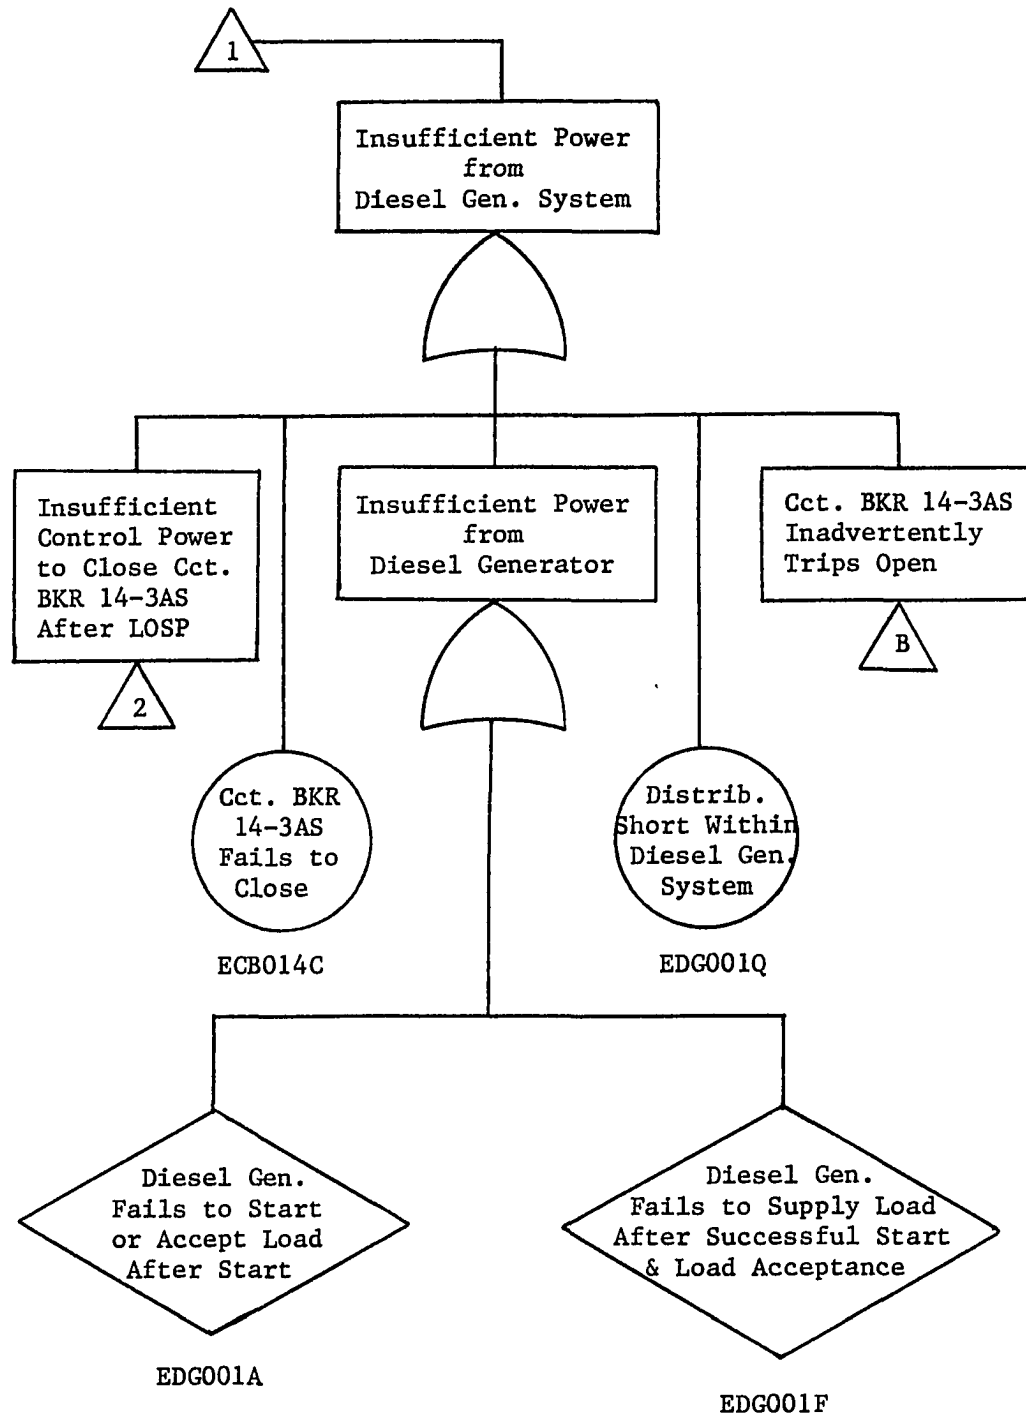 1
Insufficient Power
from
Diesel Gen. System
Insufficient
Control Power
to Close Cct.
BKR 14-3AS
After LOSP
2
Insufficient Power
from
Diesel Generator
Cct. BKR 14-3AS
Inadvertently
Trips Open
B
Cct. BKR
14-3AS
Fails to
Close
ECB014C
Distrib.
Short Within
Diesel Gen.
System
EDG001Q
Diesel Gen.
Fails to Start
or Accept Load
After Start
EDG001A
Diesel Gen.
Fails to Supply Load
After Successful Start
& Load Acceptance
EDG001F